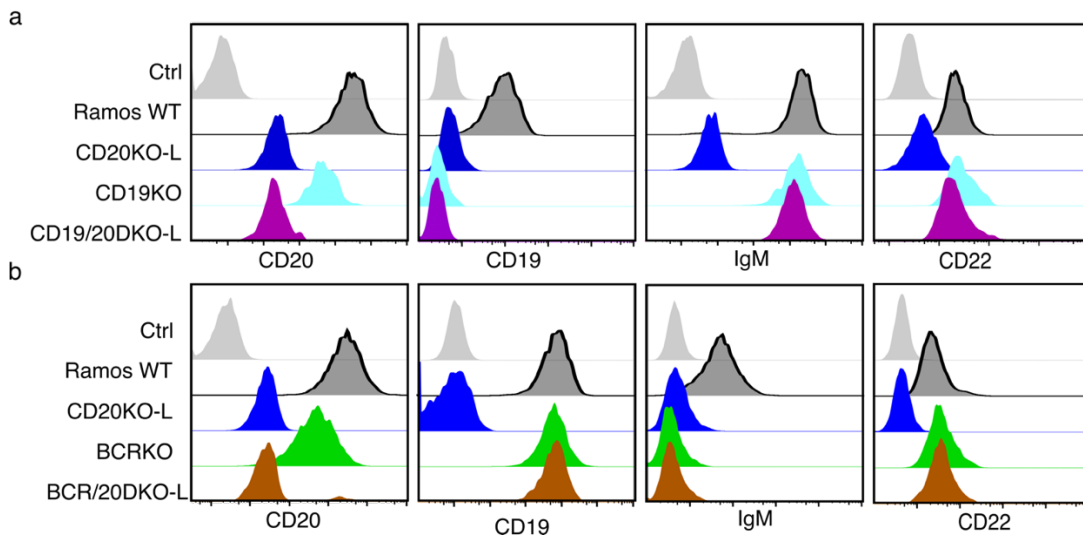 a
Ctrl
Ramos WT
CD20KO-L
CD19KO
CD19/20DKO-L
CD20 CD19 IgM CD22
b
Ctrl
Ramos WT
CD20KO-L
BCRKO
BCR/20DKO-L
CD20 CD19 IgM CD22